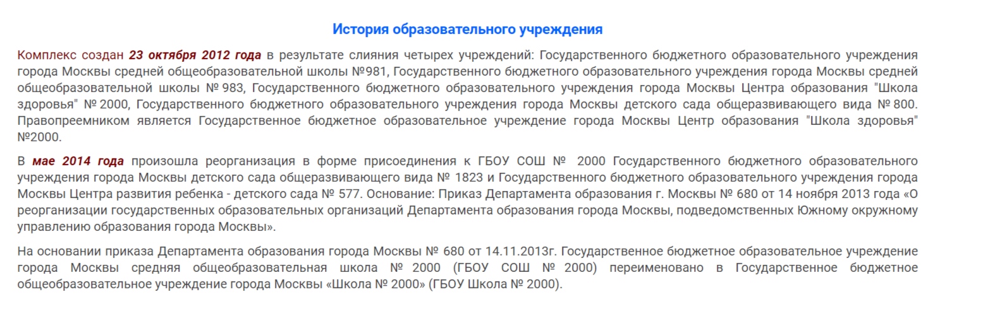 История образовательного учреждения
Комплекс создан 23 октября 2012 года в результате слияния четырех учреждений: Государственного бюджетного образовательного учреждения
города Москвы средней общеобразовательной школы №981, Государственного бюджетного образовательного учреждения города Москвы средней
общеобразовательной школы № 983, Государственного бюджетного образовательного учреждения города Москвы Центра образования "Школа
здоровья" № 2000, Государственного бюджетного образовательного учреждения города Москвы детского сада общеразвивающего вида № 800.
Правопреемником является Государственное бюджетное образовательное учреждение города Москвы Центр образования "Школа здоровья"
№2000.
В мае 2014 года произошла реорганизация в форме присоединения к ГБОУ СОШ № 2000 Государственного бюджетного образовательного
учреждения города Москвы детского сада общеразвивающего вида № 1823 и Государственного бюджетного образовательного учреждения города
Москвы Центра развития ребенка - детского сада № 577. Основание: Приказ Департамента образования г. Москвы № 680 от 14 ноября 2013 года «О
реорганизации государственных образовательных организаций Департамента образования города Москвы, подведомственных Южному окружному
управлению образования города Москвы».
На основании приказа Департамента образования города Москвы № 680 от 14.11.2013г. Государственное бюджетное образовательное учреждение
города Москвы средняя общеобразовательная школа № 2000 (ГБОУ СОШ № 2000) переименовано в Государственное бюджетное
общеобразовательное учреждение города Москвы «Школа № 2000» (ГБОУ Школа № 2000).